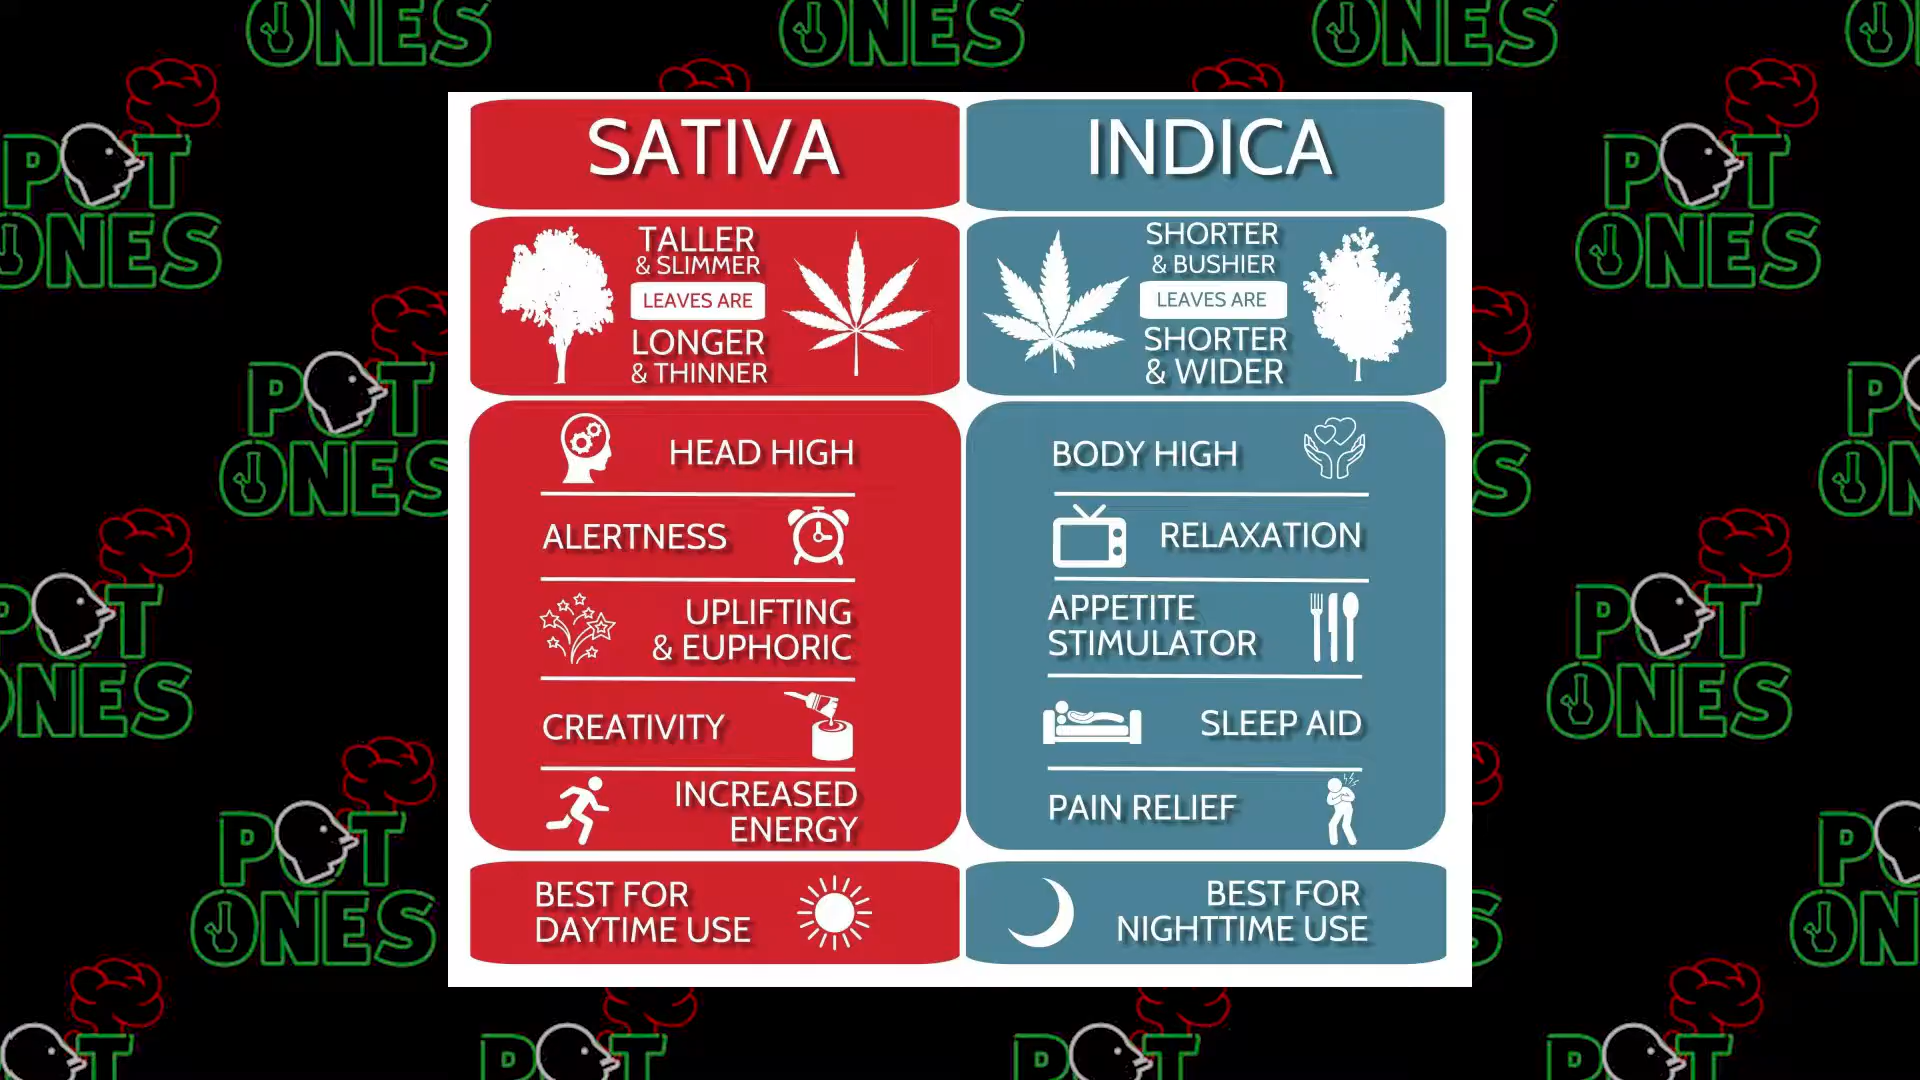 SATIVA
TALLER
& SLIMMER
LEAVES ARE
LONGER
& THINNER
HEAD HIGH
ALERTNESS
UPLIFTING
& EUPHORIC
CREATIVITY
INCREASED
ENERGY
BEST FOR
DAYTIME USE
INDICA
SHORTER
& BUSHIER
LEAVES ARE
SHORTER
& WIDER
BODY HIGH
RELAXATION
APPETITE
STIMULATOR
SLEEP AID
PAIN RELIEF
BEST FOR
NIGHTTIME USE
POT
ONES